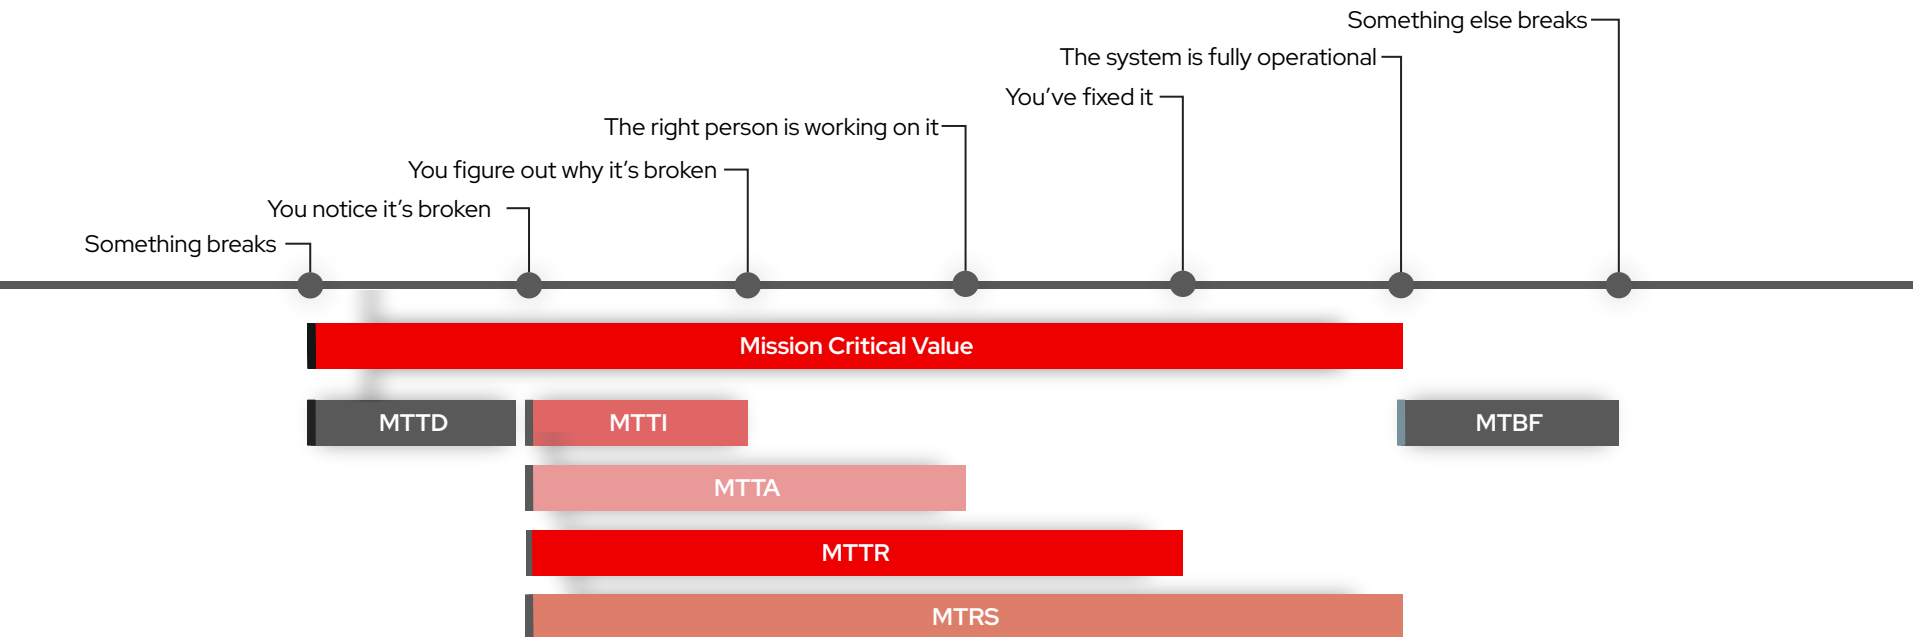 Something else breaks
The system is fully operational
You've fixed it
The right person is working on it
You figure out why it's broken
You notice it's broken
Something breaks
Mission Critical Value
MTTD
MTTI
MTBF
MTTA
MTTR
MTRS